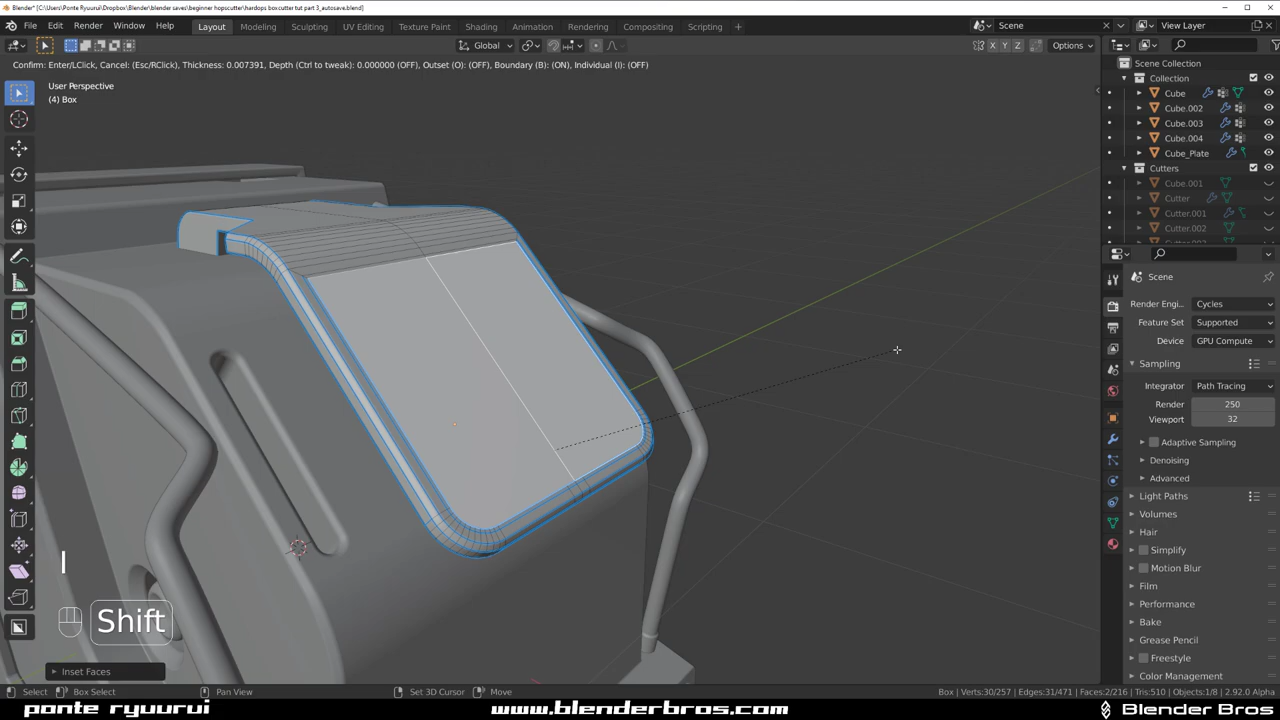 Blender* [C:\Users\Ponte Ryuurui\Dropbox\Blender\blender saves\beginner hopscutter\hardops boxcutter tut part 3_autosave.blend]
File Edit Render Window Help Layout Modeling Sculpting UV Editing Texture Paint Shading Animation Rendering Compositing Scripting Scene View Layer
Global X Y Z Options
Confirm: Enter/LClick, Cancel: (Esc/RClick), Thickness: 0.007391, Depth (Ctrl to tweak): 0.000000 (OFF), Outset (O): (OFF), Boundary (B): (ON), Individual (I): (OFF)
User Perspective
(4) Box
Scene Collection
Collection
Cube
Cube.002
Cube.003
Cube.004
Cube_Plate
Cutters
Cube.001
Cutter
Cutter.001
Cutter.002
Scene
Render Engi... Cycles
Feature Set Supported
Device GPU Compute
Sampling
Integrator Path Tracing
Render 250
Viewport 32
Adaptive Sampling
Denoising
Advanced
Light Paths
Volumes
Hair
Simplify
Motion Blur
Film
Performance
Bake
Grease Pencil
Freestyle
Color Management
I
Shift
Inset Faces
Select Box Select Pan View Set 3D Cursor Move Box | Verts:30/257 | Edges:31/471 | Faces:2/216 | Tris:510 | Objects:1/8 | 2.92.0 Alpha
ponte ryuurui www.blenderbros.com Blender Bros